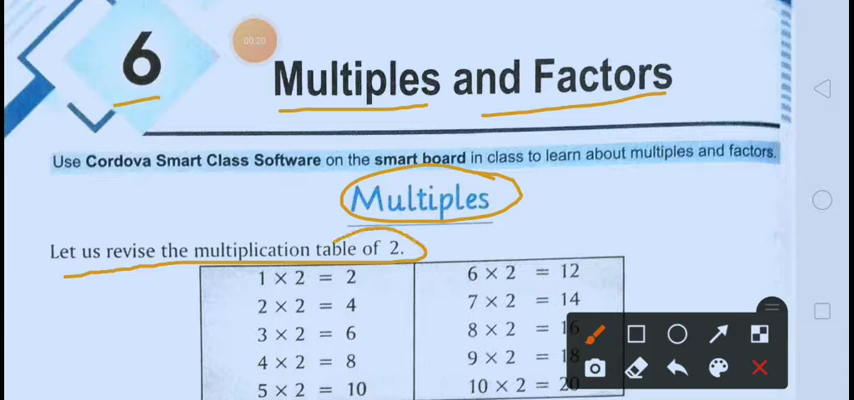 6
00:20
Multiples and Factors
Use Cordova Smart Class Software on the smart board in class to learn about multiples and factors.
Multiples
Let us revise the multiplication table of 2.
1 × 2 = 2
2 × 2 = 4
3 × 2 = 6
4 × 2 = 8
5 × 2 = 10
6 × 2 = 12
7 × 2 = 14
8 × 2 = 16
9 × 2 = 18
10 × 2 = 20